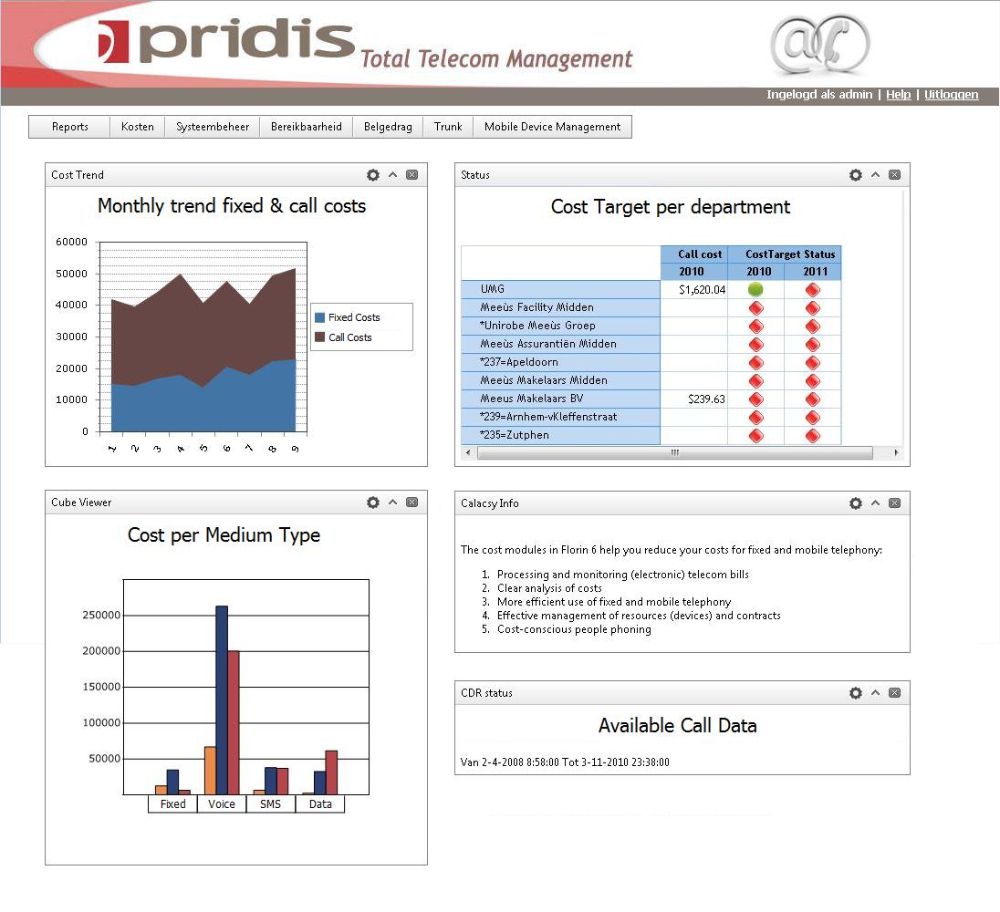 pridis Total Telecom Management
Ingelogd als admin | Help | Uitloggen
Reports Kosten Systeembeheer Bereikbaarheid Belgedrag Trunk Mobile Device Management
Cost Trend
Monthly trend fixed & call costs
60000
50000
40000
30000
20000
10000
0
1 2 3 4 5 6 7 8 9
Fixed Costs
Call Costs
Status
Cost Target per department
Call cost CostTarget Status
2010 2010 2011
UMG $1,620.04
Meeùs Facility Midden
*Unirobe Meeùs Groep
Meeùs Assurantiën Midden
*237=Apeldoorn
Meeùs Makelaars Midden
Meeus Makelaars BV $239.63
*239=Arnhem-vKleffenstraat
*235=Zutphen
Cube Viewer
Cost per Medium Type
250000
200000
150000
100000
50000
Fixed Voice SMS Data
Calacsy Info
The cost modules in Florin 6 help you reduce your costs for fixed and mobile telephony:
1. Processing and monitoring (electronic) telecom bills
2. Clear analysis of costs
3. More efficient use of fixed and mobile telephony
4. Effective management of resources (devices) and contracts
5. Cost-conscious people phoning
CDR status
Available Call Data
Van 2-4-2008 8:58:00 Tot 3-11-2010 23:38:00